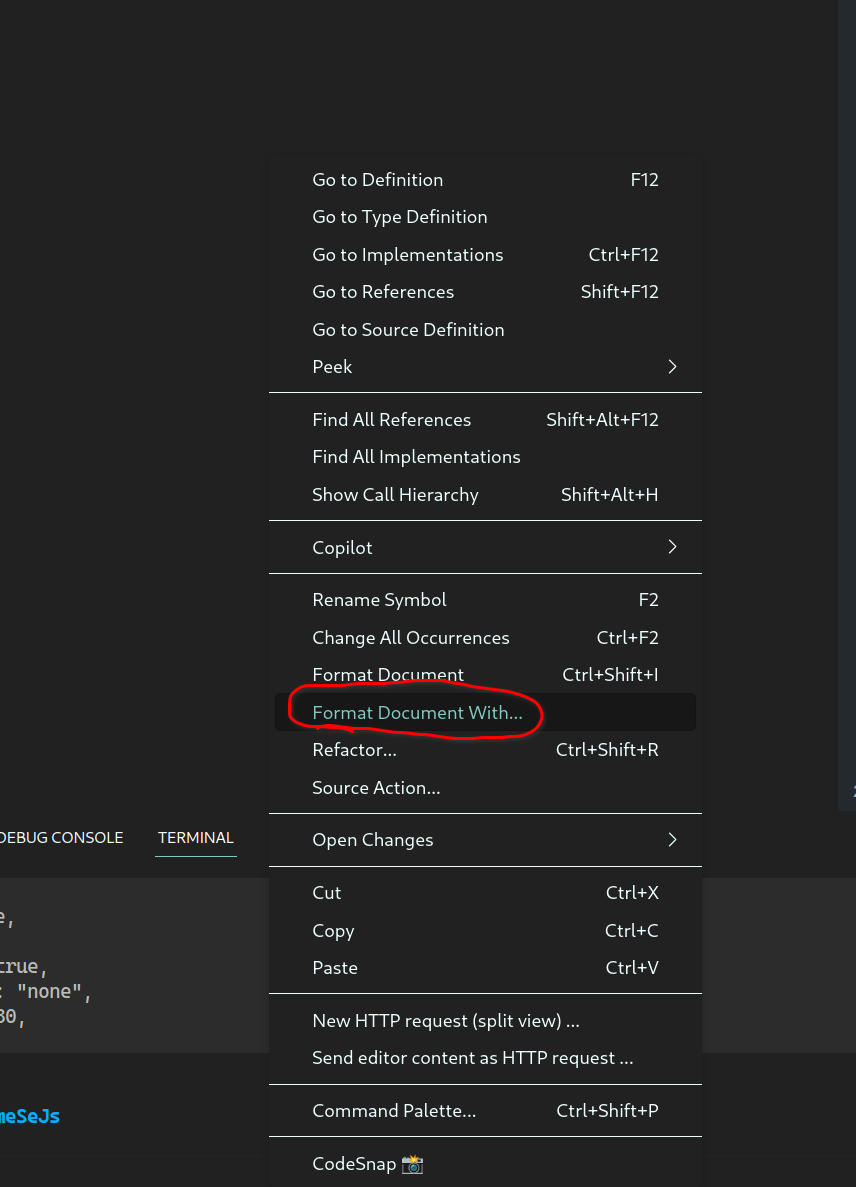 Go to Definition F12
Go to Type Definition
Go to Implementations Ctrl+F12
Go to References Shift+F12
Go to Source Definition
Peek
Find All References Shift+Alt+F12
Find All Implementations
Show Call Hierarchy Shift+Alt+H
Copilot
Rename Symbol F2
Change All Occurrences Ctrl+F2
Format Document Ctrl+Shift+I
Format Document With...
Refactor... Ctrl+Shift+R
Source Action...
DEBUG CONSOLE TERMINAL
Open Changes
Cut Ctrl+X
e,
Copy Ctrl+C
true,
Paste Ctrl+V
: "none",
80,
New HTTP request (split view) ...
Send editor content as HTTP request ...
meSeJs
Command Palette... Ctrl+Shift+P
CodeSnap 📸